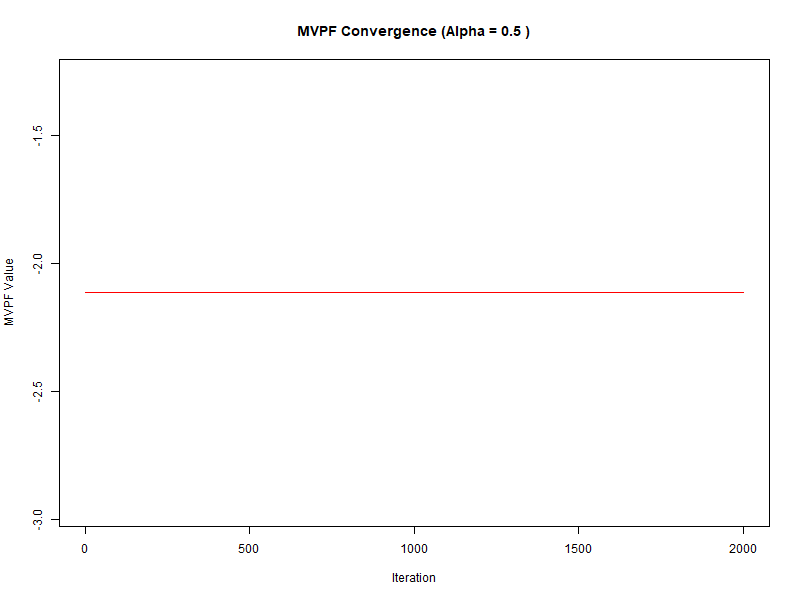 MVPF Convergence (Alpha = 0.5 )
MVPF Value
-1.5
-2.0
-2.5
-3.0
0 500 1000 1500 2000
Iteration